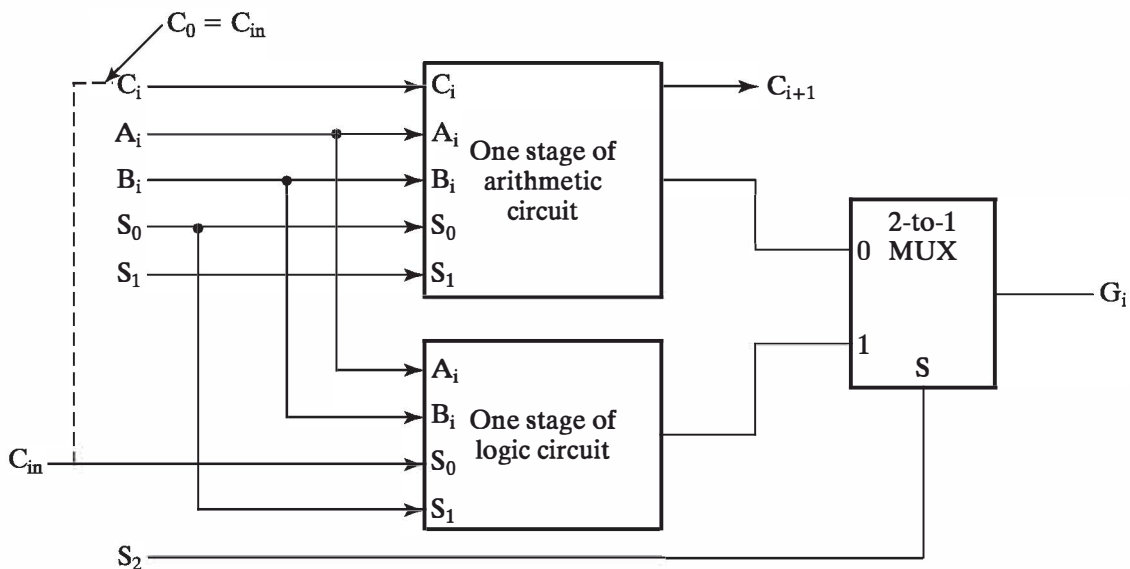 C₀ = Cᵢₙ
Cᵢ
Aᵢ
Bᵢ
S₀
S₁
Cᵢ
Aᵢ
Bᵢ
S₀
S₁
One stage of
arithmetic
circuit
Cᵢ₊₁
2-to-1
MUX
0
1
S
Gᵢ
Aᵢ
Bᵢ
S₀
S₁
One stage of
logic circuit
Cᵢₙ
S₂